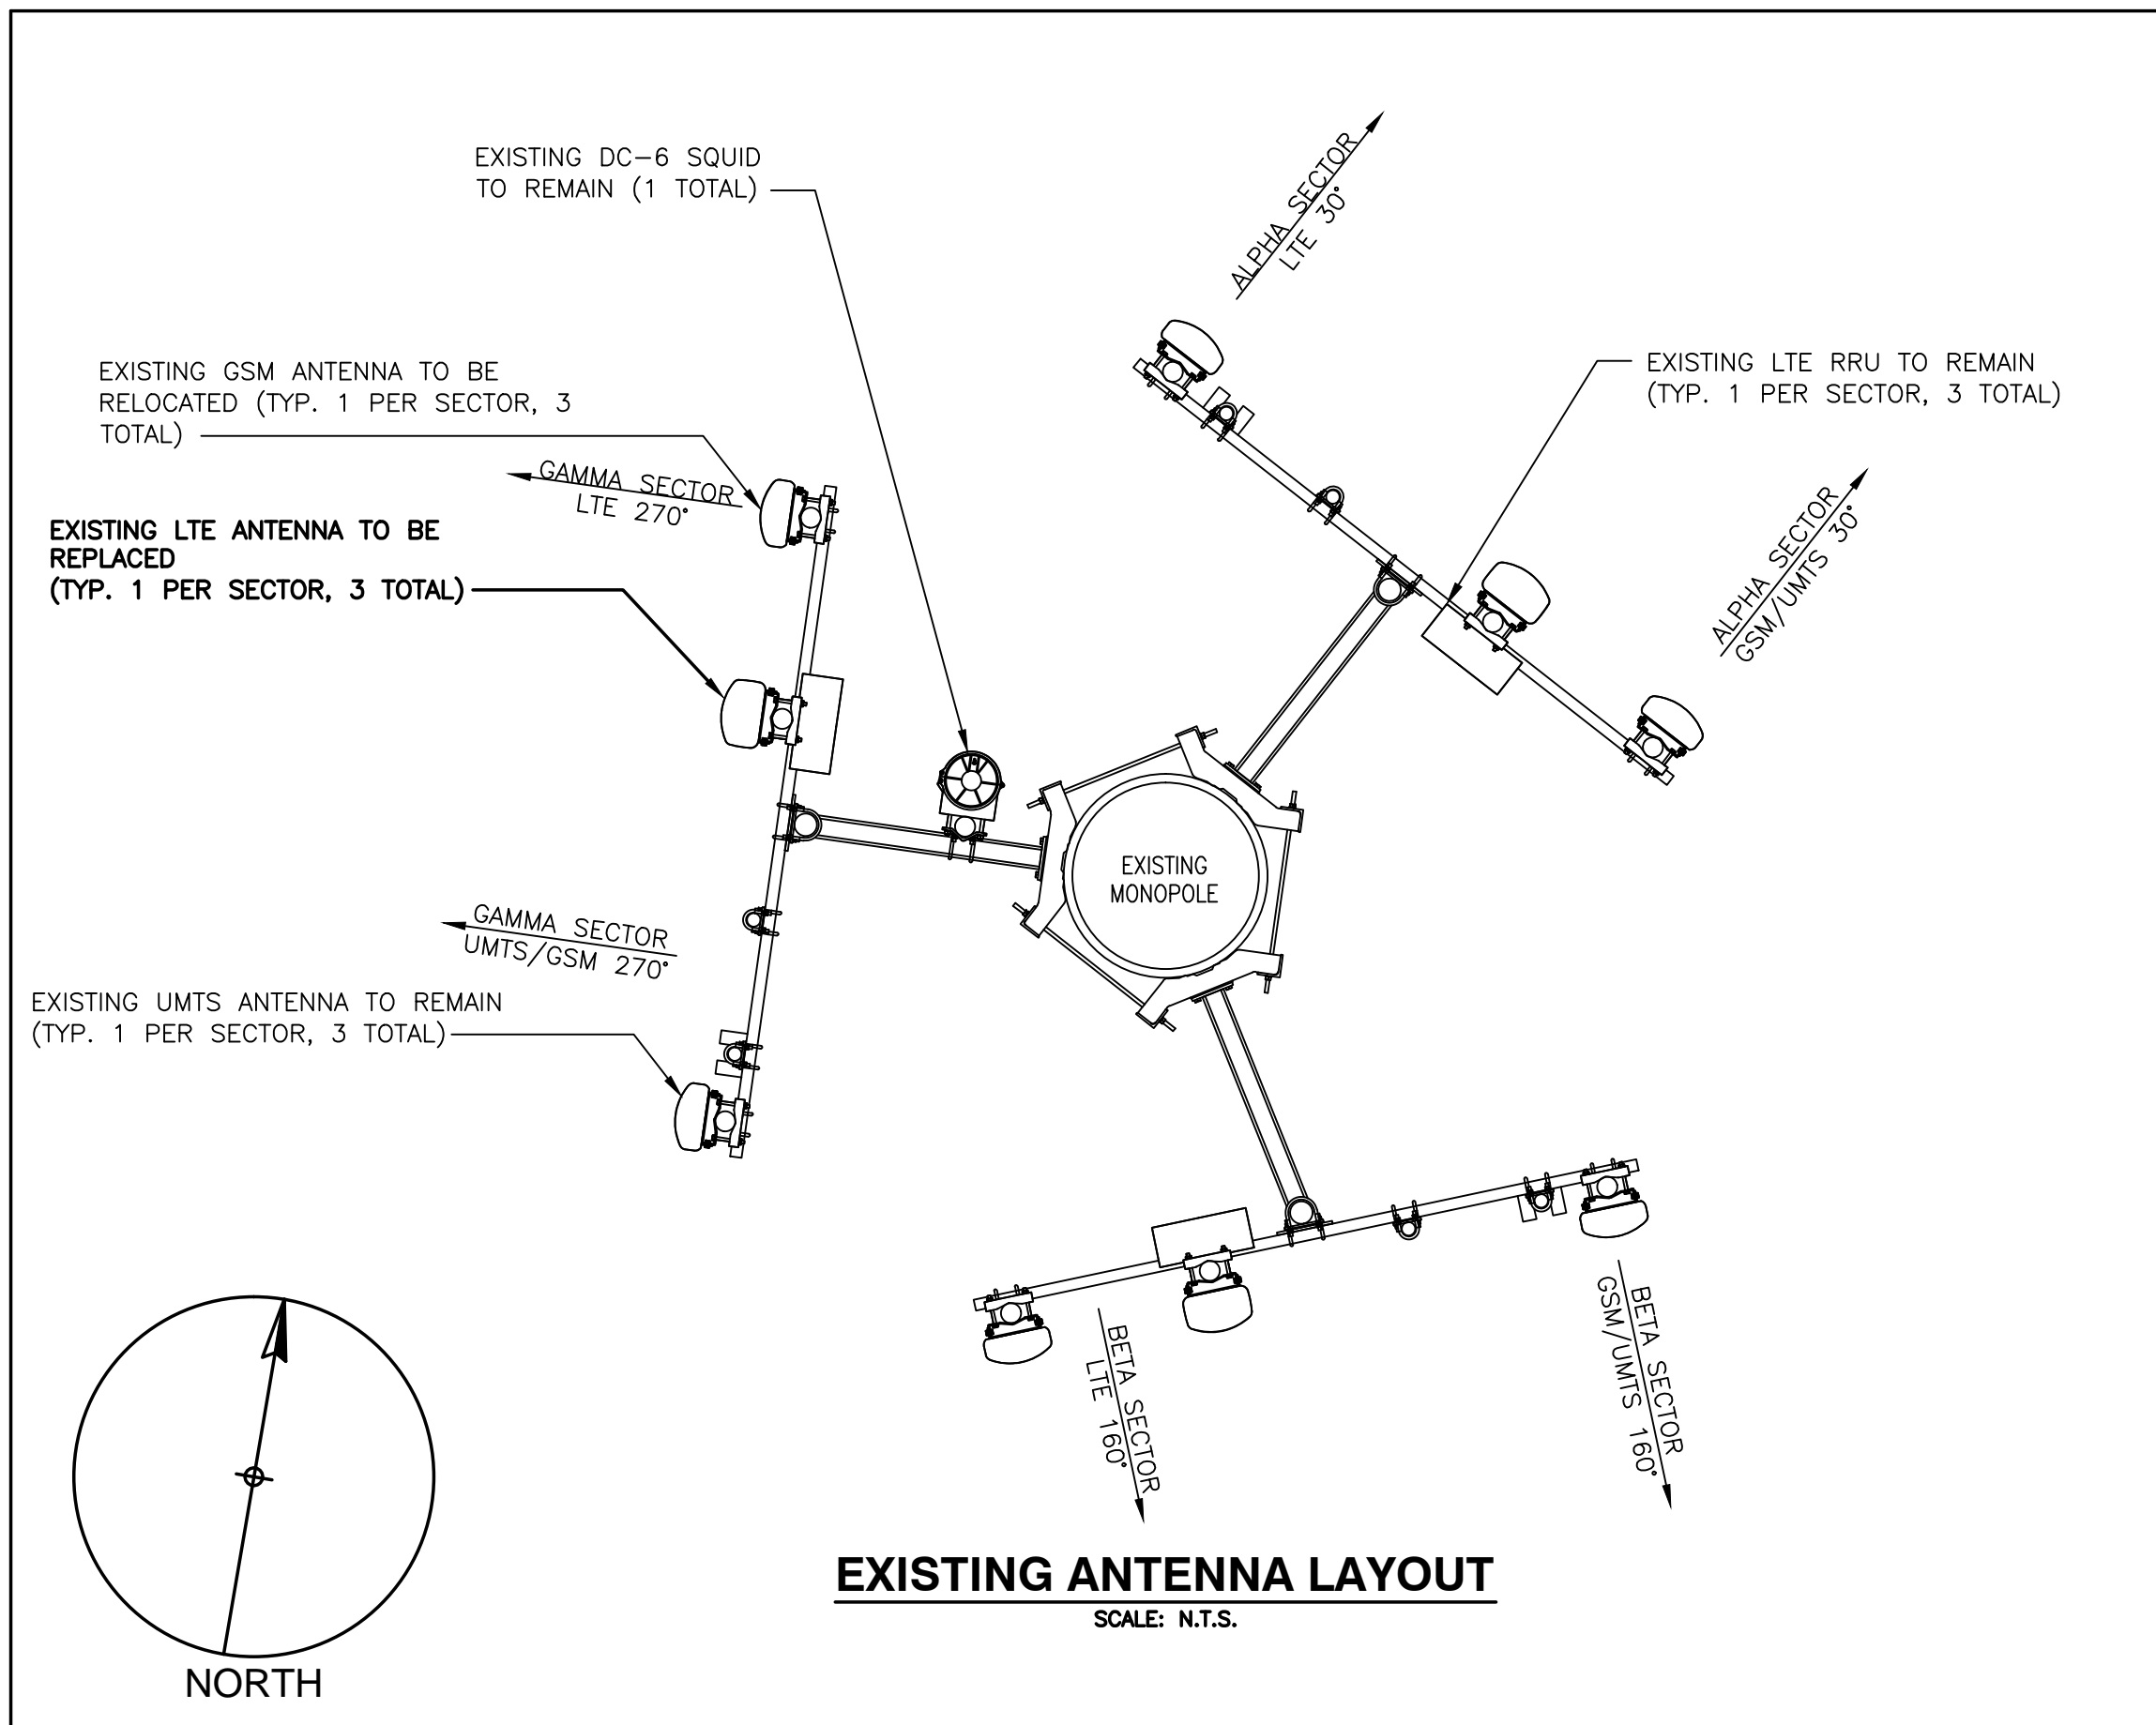 EXISTING DC-6 SQUID
TO REMAIN (1 TOTAL)
ALPHA SECTOR
LTE 30°
EXISTING GSM ANTENNA TO BE
RELOCATED (TYP. 1 PER SECTOR, 3
TOTAL)
EXISTING LTE RRU TO REMAIN
(TYP. 1 PER SECTOR, 3 TOTAL)
GAMMA SECTOR
LTE 270°
EXISTING LTE ANTENNA TO BE
REPLACED
(TYP. 1 PER SECTOR, 3 TOTAL)
ALPHA SECTOR
GSM/UMTS 30°
EXISTING
MONOPOLE
GAMMA SECTOR
UMTS/GSM 270°
EXISTING UMTS ANTENNA TO REMAIN
(TYP. 1 PER SECTOR, 3 TOTAL)
BETA SECTOR
LTE 160°
BETA SECTOR
GSM/UMTS 160°
EXISTING ANTENNA LAYOUT
SCALE: N.T.S.
NORTH